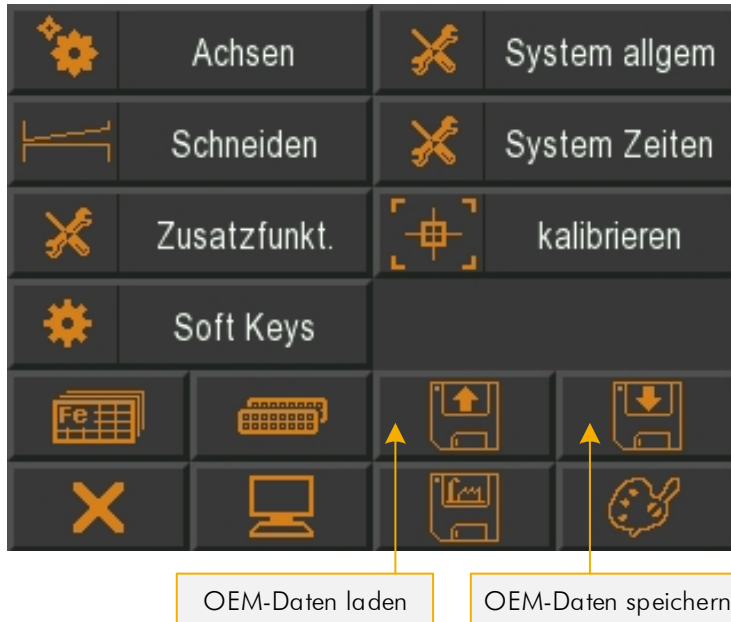 Achsen
System allgem
Schneiden
System Zeiten
Zusatzfunkt.
kalibrieren
Soft Keys
Fe
OEM-Daten laden
OEM-Daten speichern